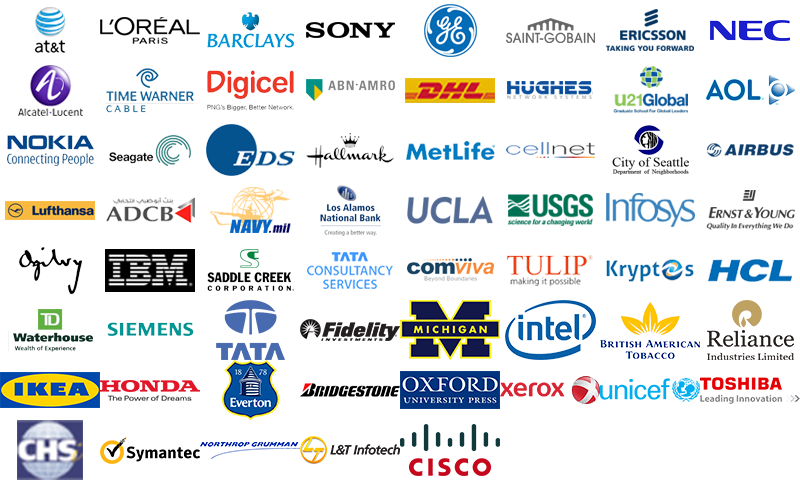 at&t
L'ORÉAL
PARIS
BARCLAYS
SONY
GE
SAINT-GOBAIN
ERICSSON
TAKING YOU FORWARD
NEC
Alcatel·Lucent
TIME WARNER
CABLE
Digicel
PNG's Bigger, Better Network.
ABN·AMRO
DHL
HUGHES
NETWORK SYSTEMS
U21Global
Graduate School For Global Leaders
AOL
NOKIA
Connecting People
Seagate
EDS
Hallmark
MetLife
cellnet
City of Seattle
Department of Neighborhoods
AIRBUS
Lufthansa
بنك أبوظبي التجاري
ADCB
NAVY.mil
Los Alamos
National Bank
Creating a better way.
UCLA
USGS
science for a changing world
Infosys
EY
ERNST & YOUNG
Quality In Everything We Do
Ogilvy
IBM
S
SADDLE CREEK
CORPORATION
TATA
CONSULTANCY
SERVICES
comviva
Beyond Boundaries
TULIP
making it possible
Kryptos
HCL
TD
Waterhouse
Wealth of Experience
SIEMENS
TATA
Fidelity
INVESTMENTS
M
MICHIGAN
intel
BRITISH AMERICAN
TOBACCO
Reliance
Industries Limited
IKEA
HONDA
The Power of Dreams
1878
Everton
BRIDGESTONE
OXFORD
UNIVERSITY PRESS
xerox
unicef
TOSHIBA
Leading Innovation >>
CHS
Symantec
NORTHROP GRUMMAN
L&T Infotech
CISCO